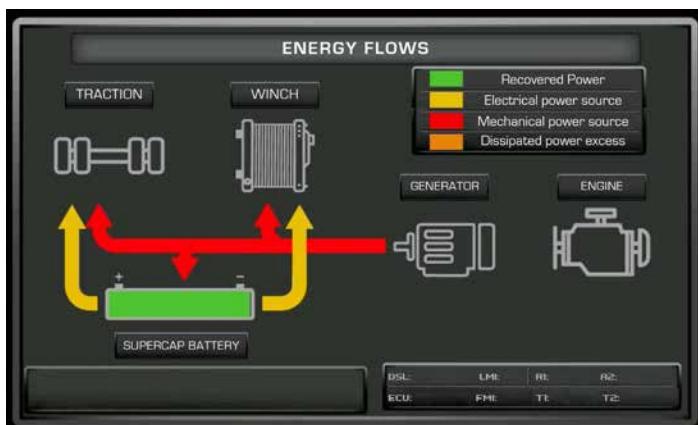 ENERGY FLOWS
TRACTION
WINCH
Recovered Power
Electrical power source
Mechanical power source
Dissipated power excess
GENERATOR
ENGINE
+ −
SUPERCAP BATTERY
DSL: LMI: A1: A2:
ECU: FMI: T1: T2: